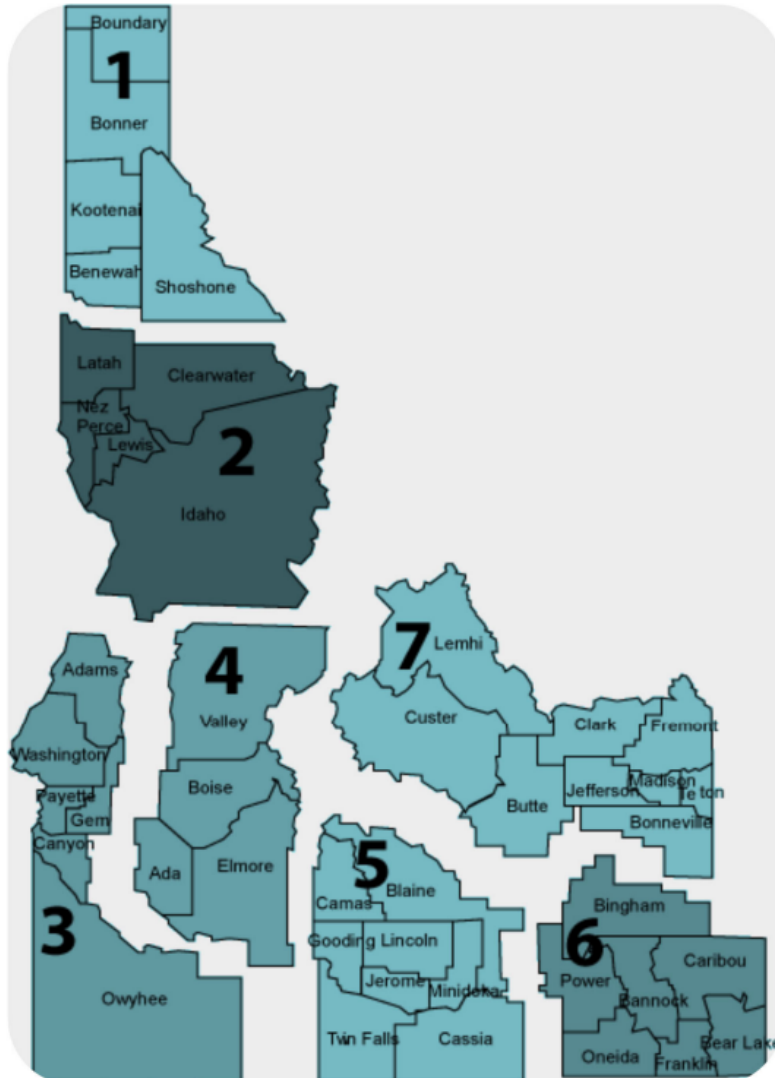 Boundary
1
Bonner
Kootenai
Benewah
Shoshone
Latah
Clearwater
Nez
Perce
Lewis
2
Idaho
Adams
Washington
Payette
Gem
Canyon
3
Owyhee
4
Valley
Boise
Ada
Elmore
7
Lemhi
Custer
Clark
Fremont
Jefferson
Madison
Teton
Butte
Bonneville
5
Blaine
Camas
Gooding
Lincoln
Jerome
Minidoka
Twin Falls
Cassia
Bingham
6
Power
Caribou
Bannock
Oneida
Franklin
Bear Lake